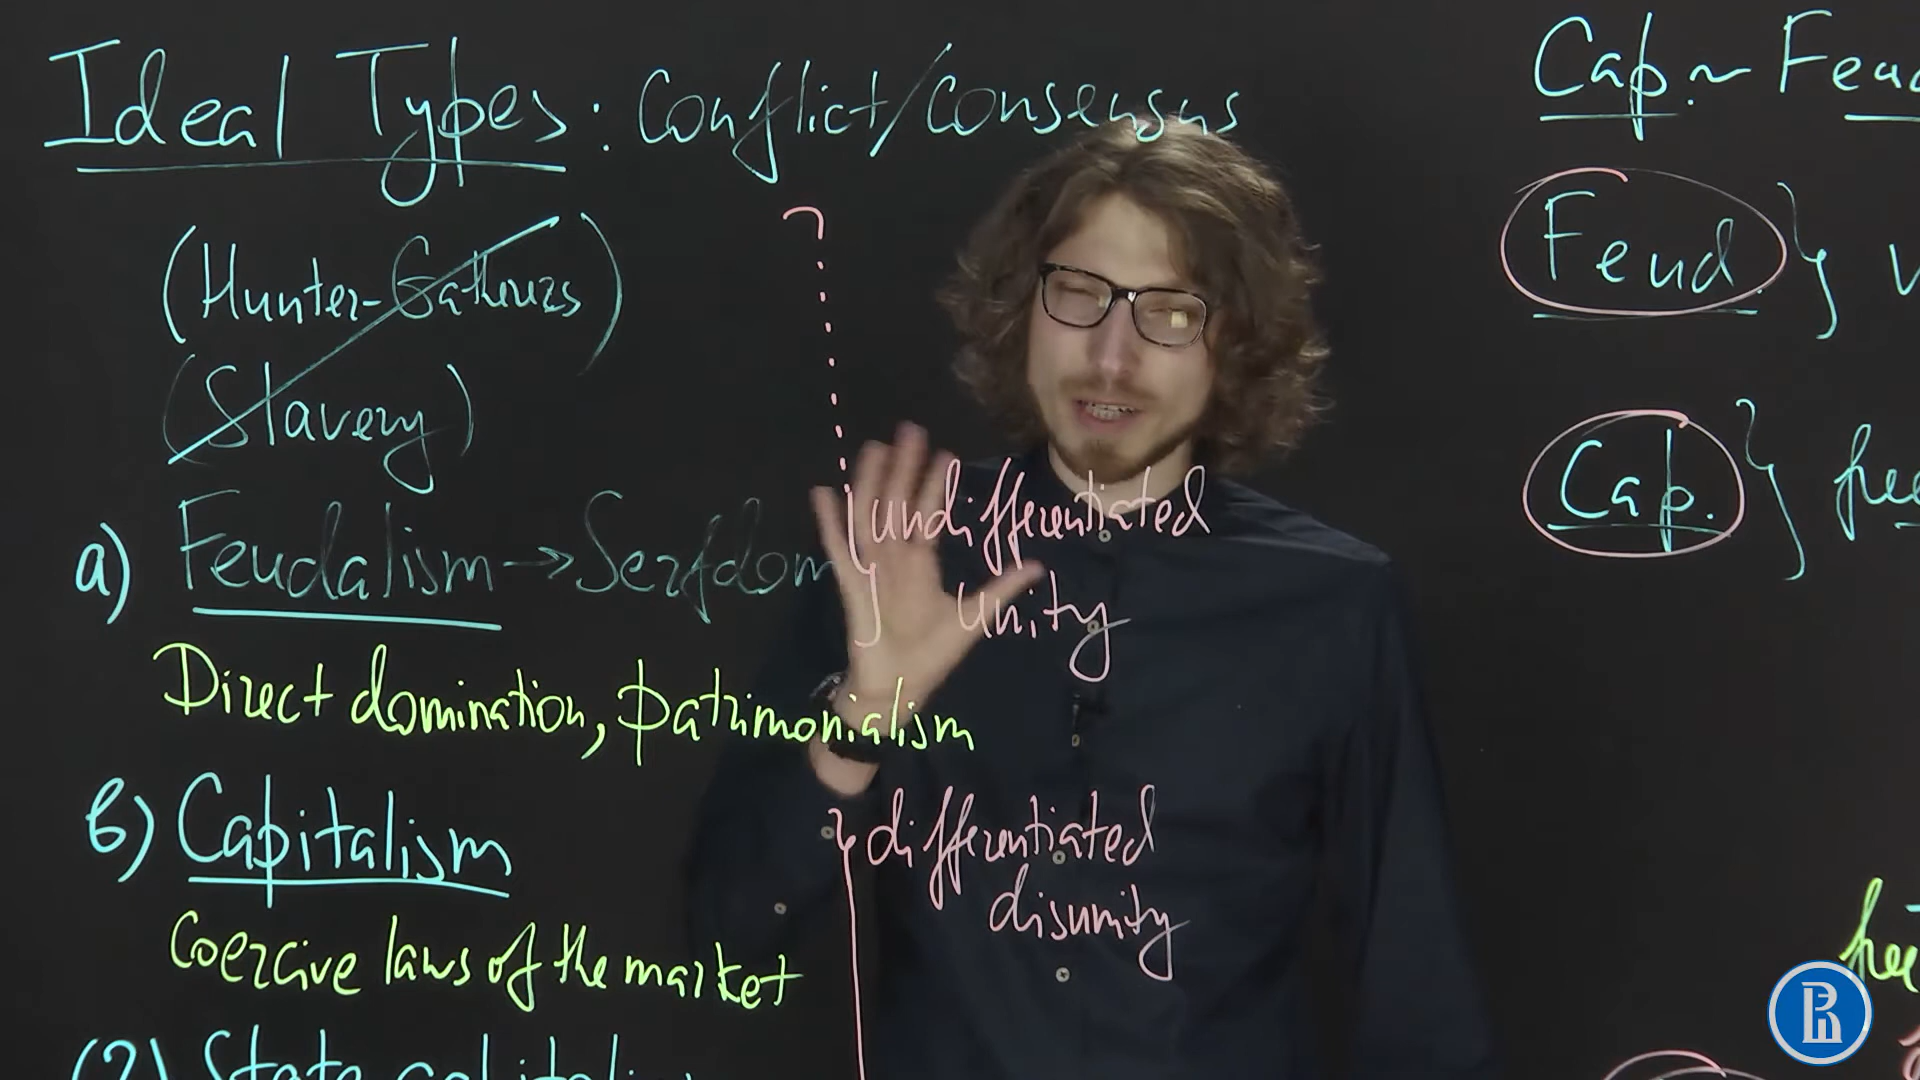 Ideal Types: Conflict/Consensus
(Hunter-Gatherers)
(Slavery)
a) Feudalism → Serfdom
undifferentiated
unity
Direct domination, patrimonialism
b) Capitalism
differentiated
disunity
Coercive laws of the market
(?) State
Cap. ~
Feud.
Cap.